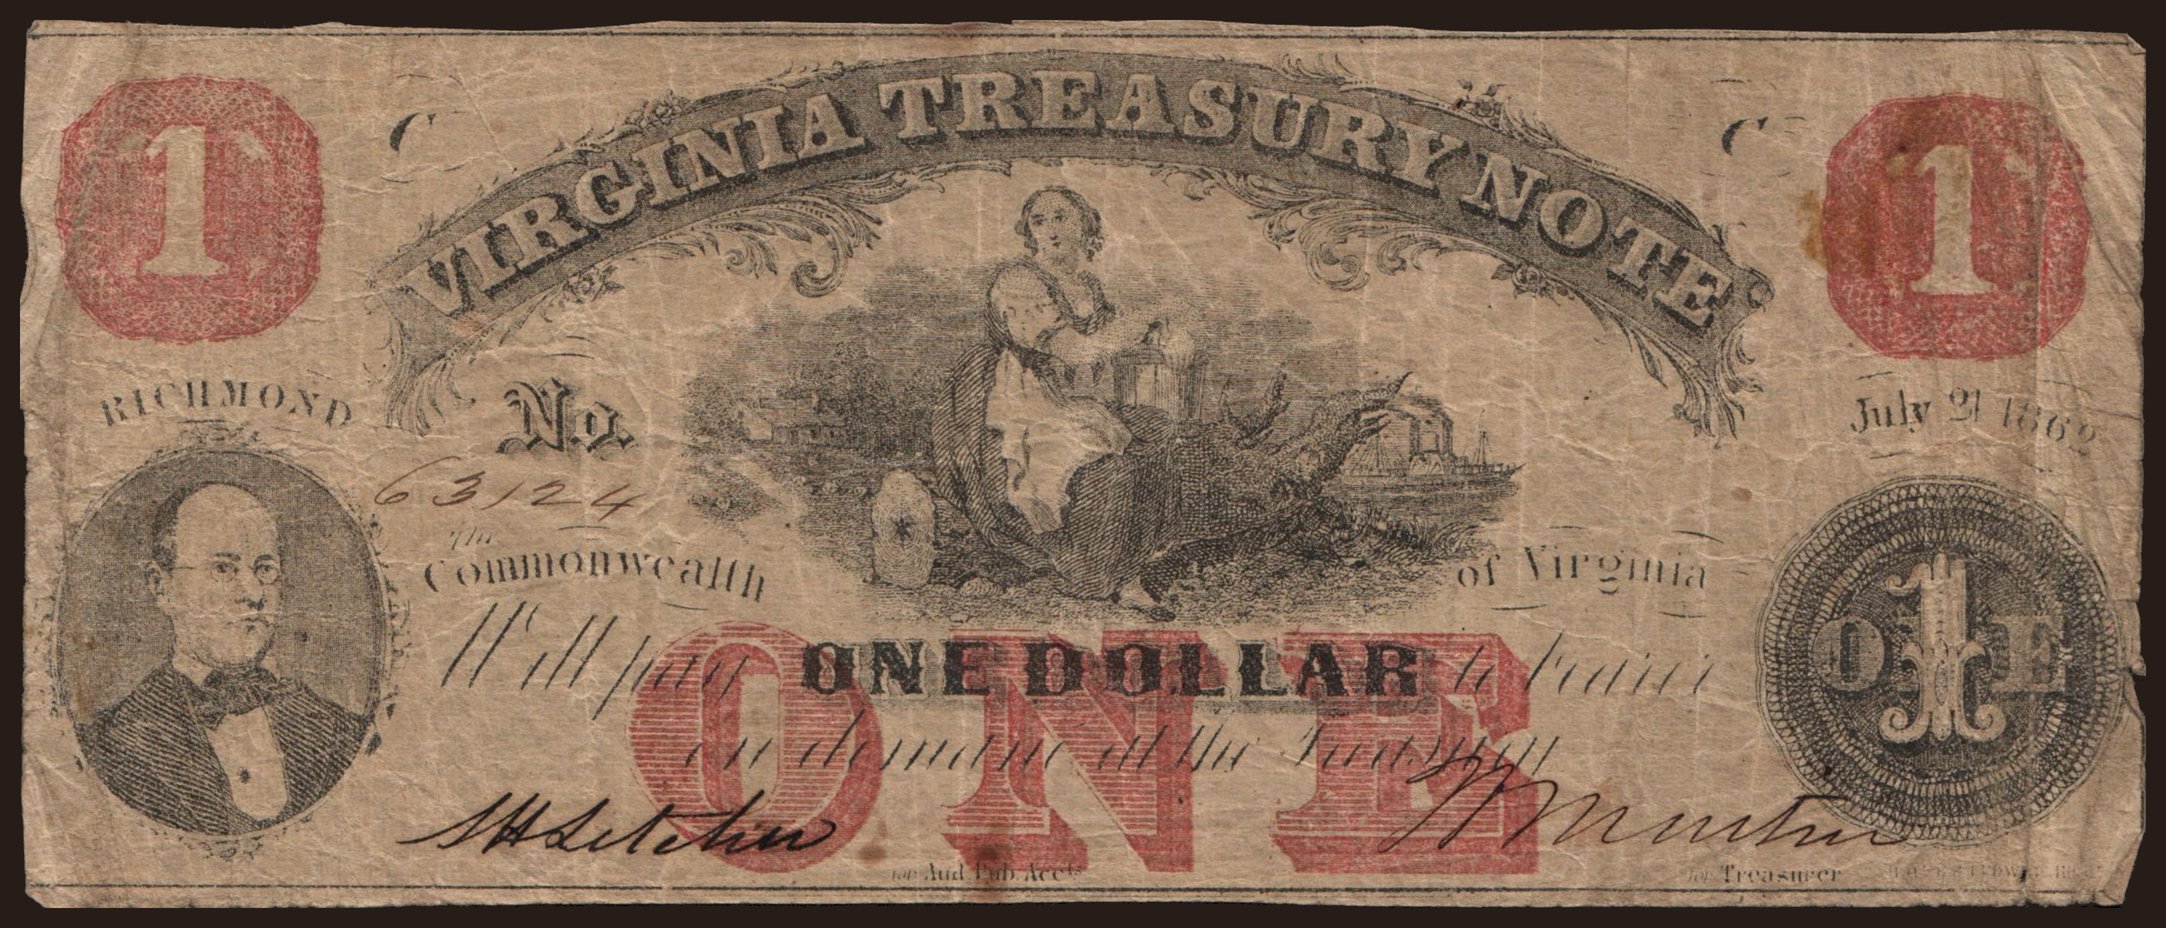 VIRGINIA TREASURY NOTE
1
C
C
1
RICHMOND
No.
July 21 1862
63124
The
Commonwealth
of Virginia
ONE
1
Will pay ONE DOLLAR to bearer
ONE
on demand at the Treasury
for Aud. Pub. Accts
for Treasurer